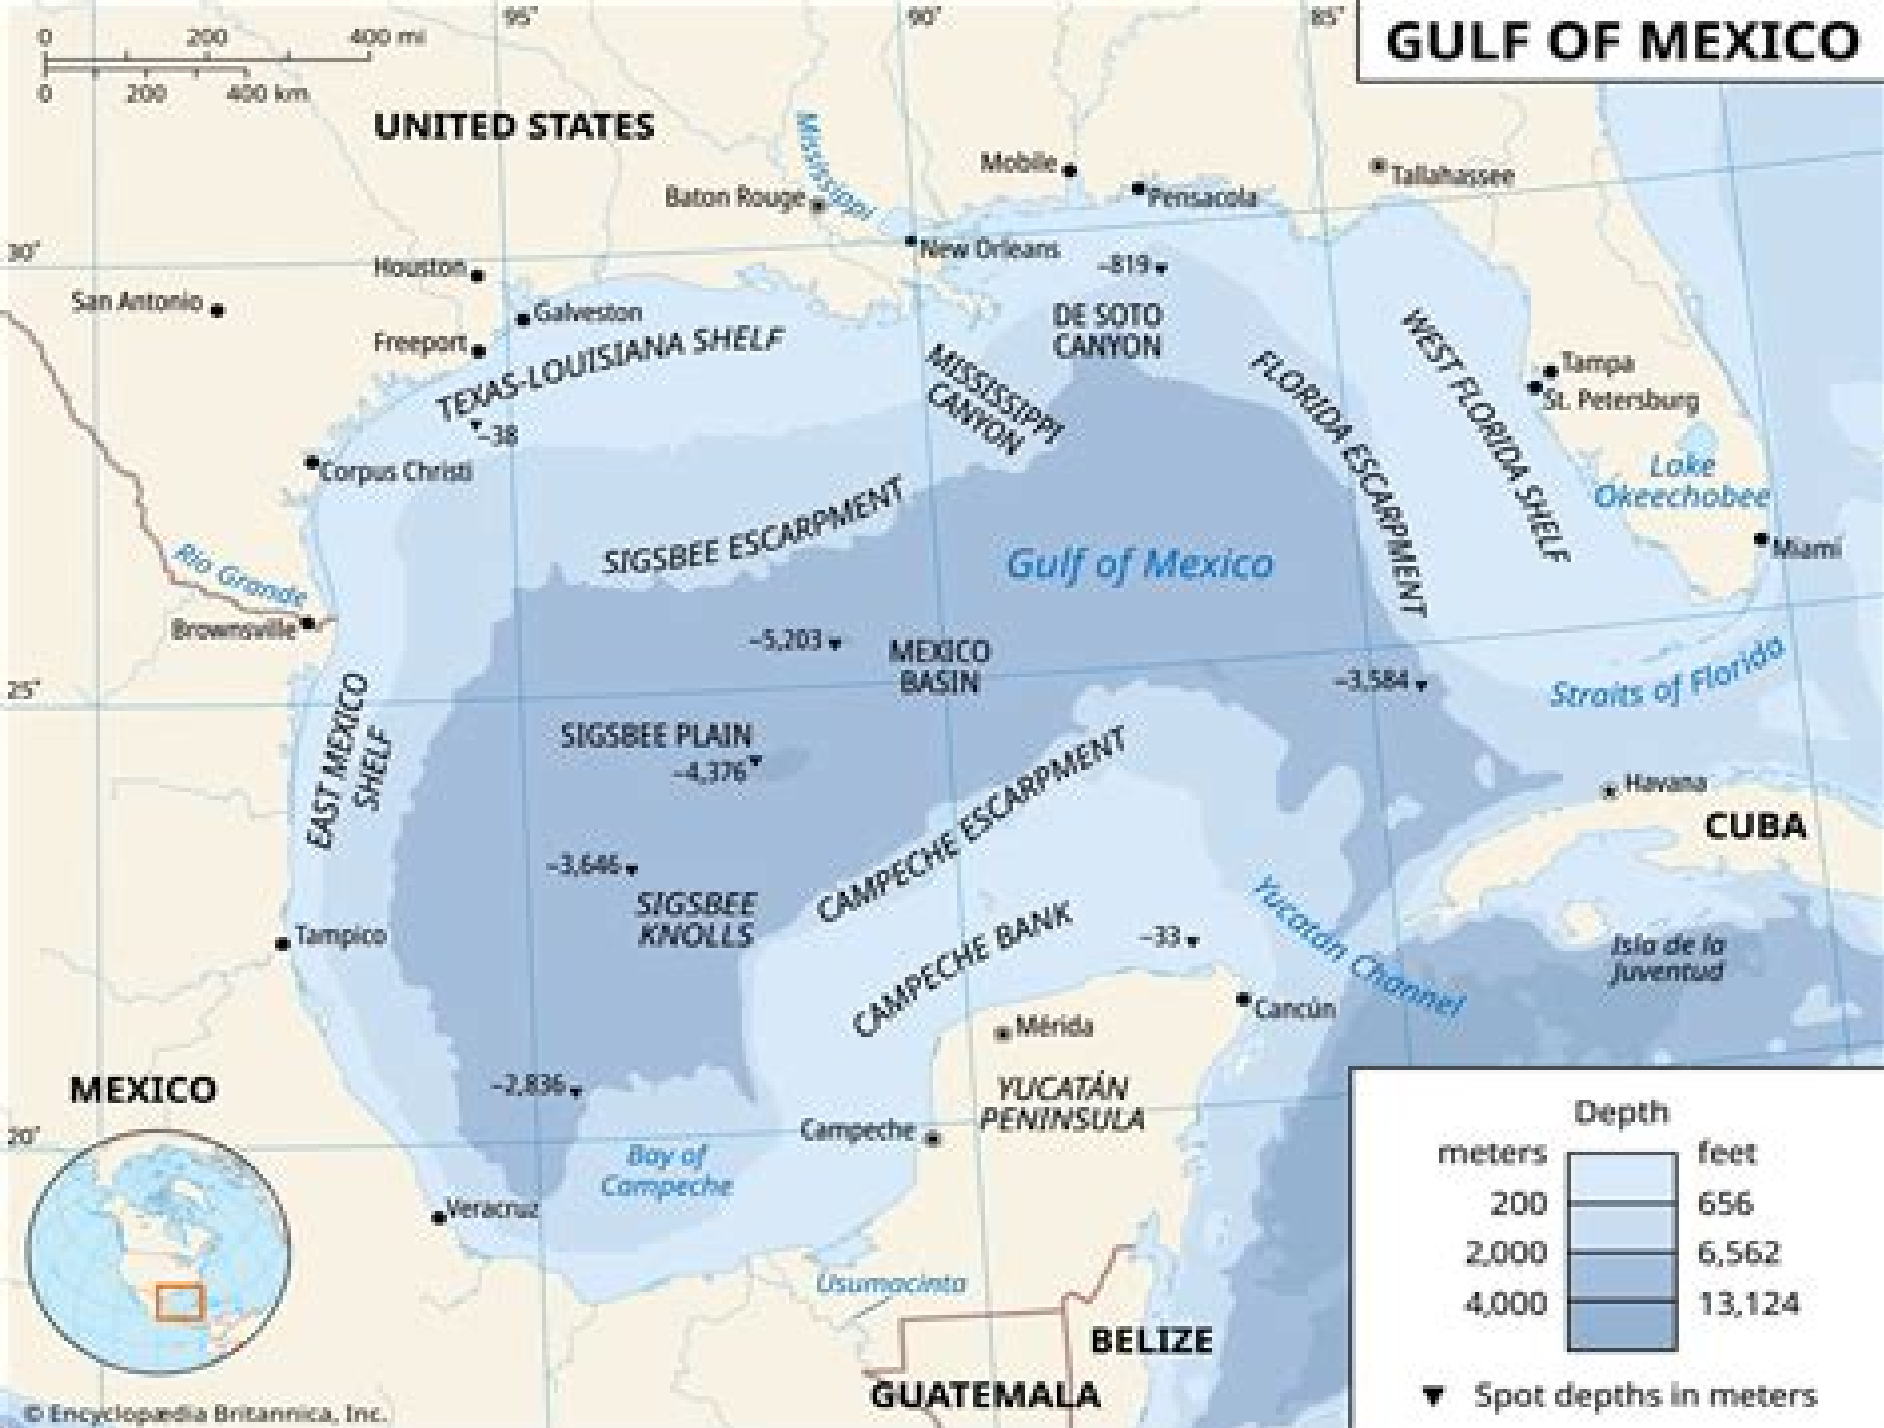 95°
90°
85°
GULF OF MEXICO
0 200 400 mi
0 200 400 km
UNITED STATES
Mississippi
Mobile
Pensacola
Tallahassee
Baton Rouge
New Orleans
30°
Houston
-819
San Antonio
Galveston
DE SOTO
CANYON
Freeport
TEXAS-LOUISIANA SHELF
MISSISSIPPI
CANYON
FLORIDA ESCARPMENT
WEST FLORIDA SHELF
Tampa
St. Petersburg
-38
Corpus Christi
Lake
Okeechobee
SIGSBEE ESCARPMENT
Gulf of Mexico
Miami
Rio Grande
Brownsville
-5,203
MEXICO
BASIN
25°
-3,584
Straits of Florida
EAST MEXICO
SHELF
SIGSBEE PLAIN
-4,376
CAMPECHE ESCARPMENT
Havana
CUBA
-3,646
SIGSBEE
KNOLLS
Yucatán Channel
Tampico
CAMPECHE BANK
-33
Isla de la
Juventud
Cancún
Mérida
MEXICO
-2,836
YUCATÁN
PENINSULA
20°
Campeche
Bay of
Campeche
Veracruz
Usumacinta
BELIZE
GUATEMALA
Depth
meters feet
200 656
2,000 6,562
4,000 13,124
▼ Spot depths in meters
© Encyclopædia Britannica, Inc.